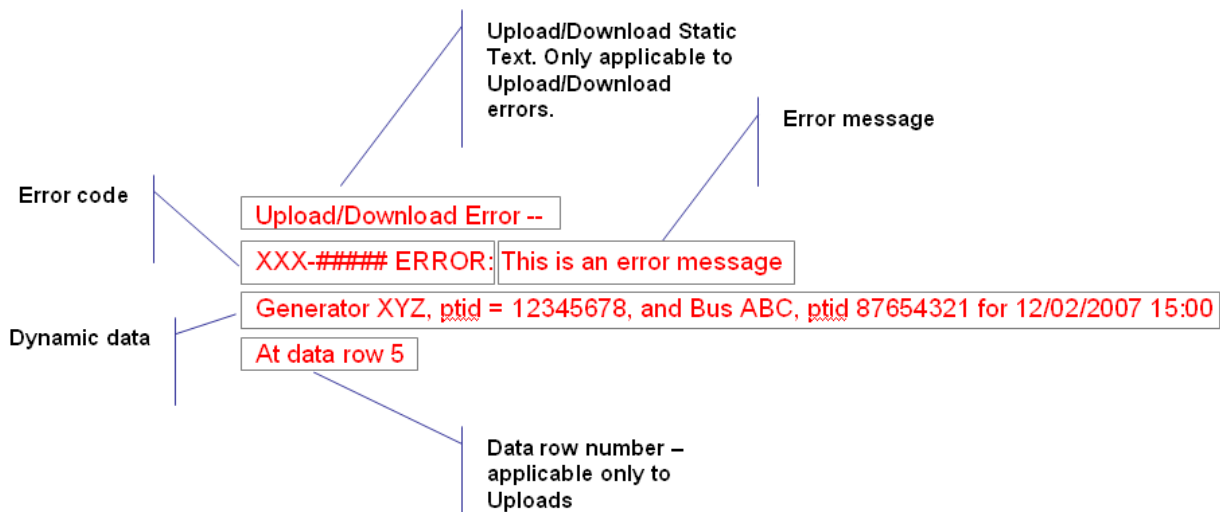 Upload/Download Static
Text. Only applicable to
Upload/Download
errors.
Error message
Error code
Upload/Download Error --
XXX-##### ERROR: This is an error message
Generator XYZ, ptid = 12345678, and Bus ABC, ptid 87654321 for 12/02/2007 15:00
Dynamic data
At data row 5
Data row number –
applicable only to
Uploads